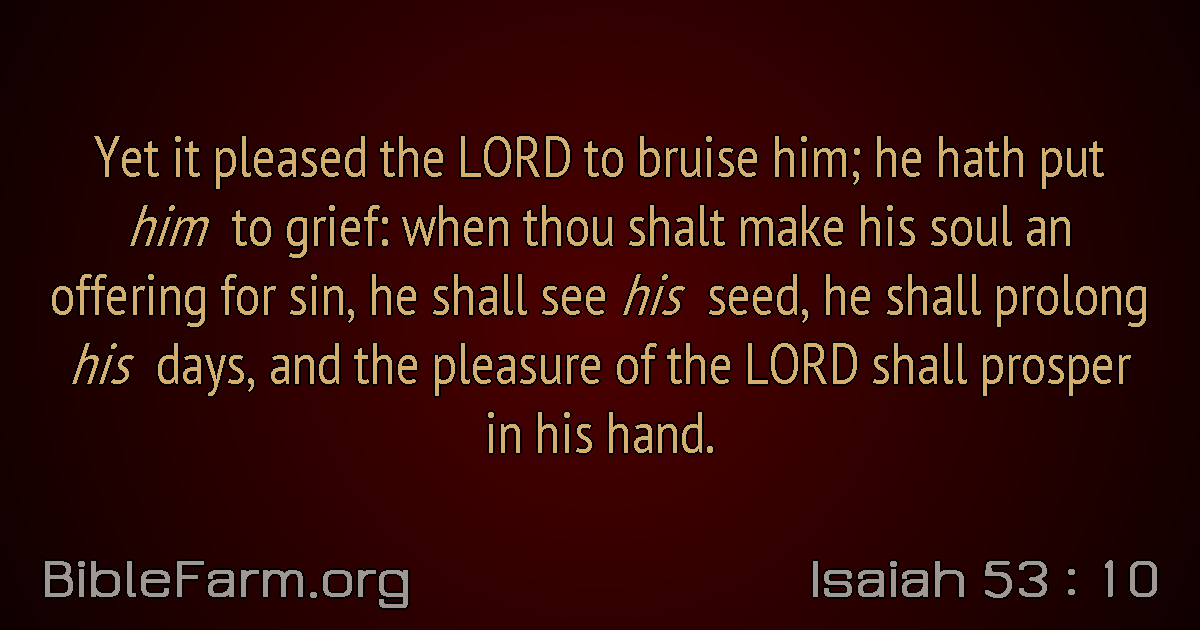 Yet it pleased the LORD to bruise him; he hath put
him to grief: when thou shalt make his soul an
offering for sin, he shall see his seed, he shall prolong
his days, and the pleasure of the LORD shall prosper
in his hand.
BibleFarm.org
Isaiah 53 : 10